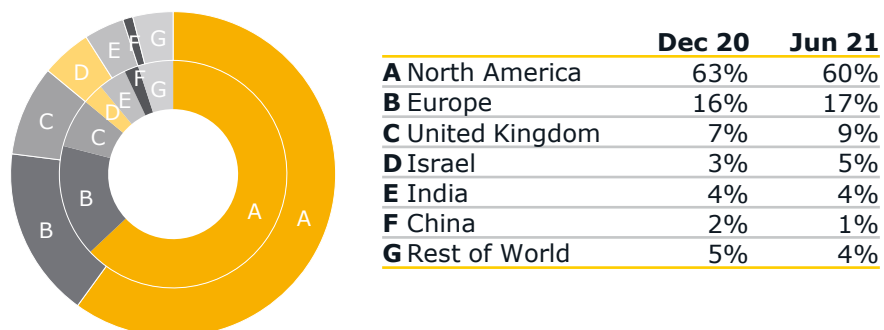 G
F
E
D
C
B
A
G
F
E
D
C
B
A
Dec 20 Jun 21
A North America 63% 60%
B Europe 16% 17%
C United Kingdom 7% 9%
D Israel 3% 5%
E India 4% 4%
F China 2% 1%
G Rest of World 5% 4%